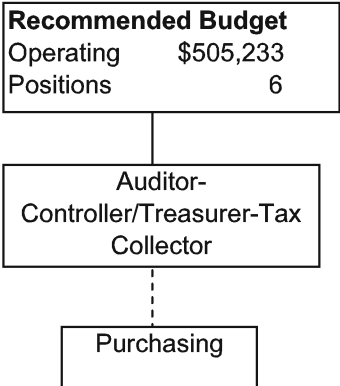 Recommended Budget
Operating $505,233
Positions 6
Auditor-
Controller/Treasurer-Tax
Collector
Purchasing